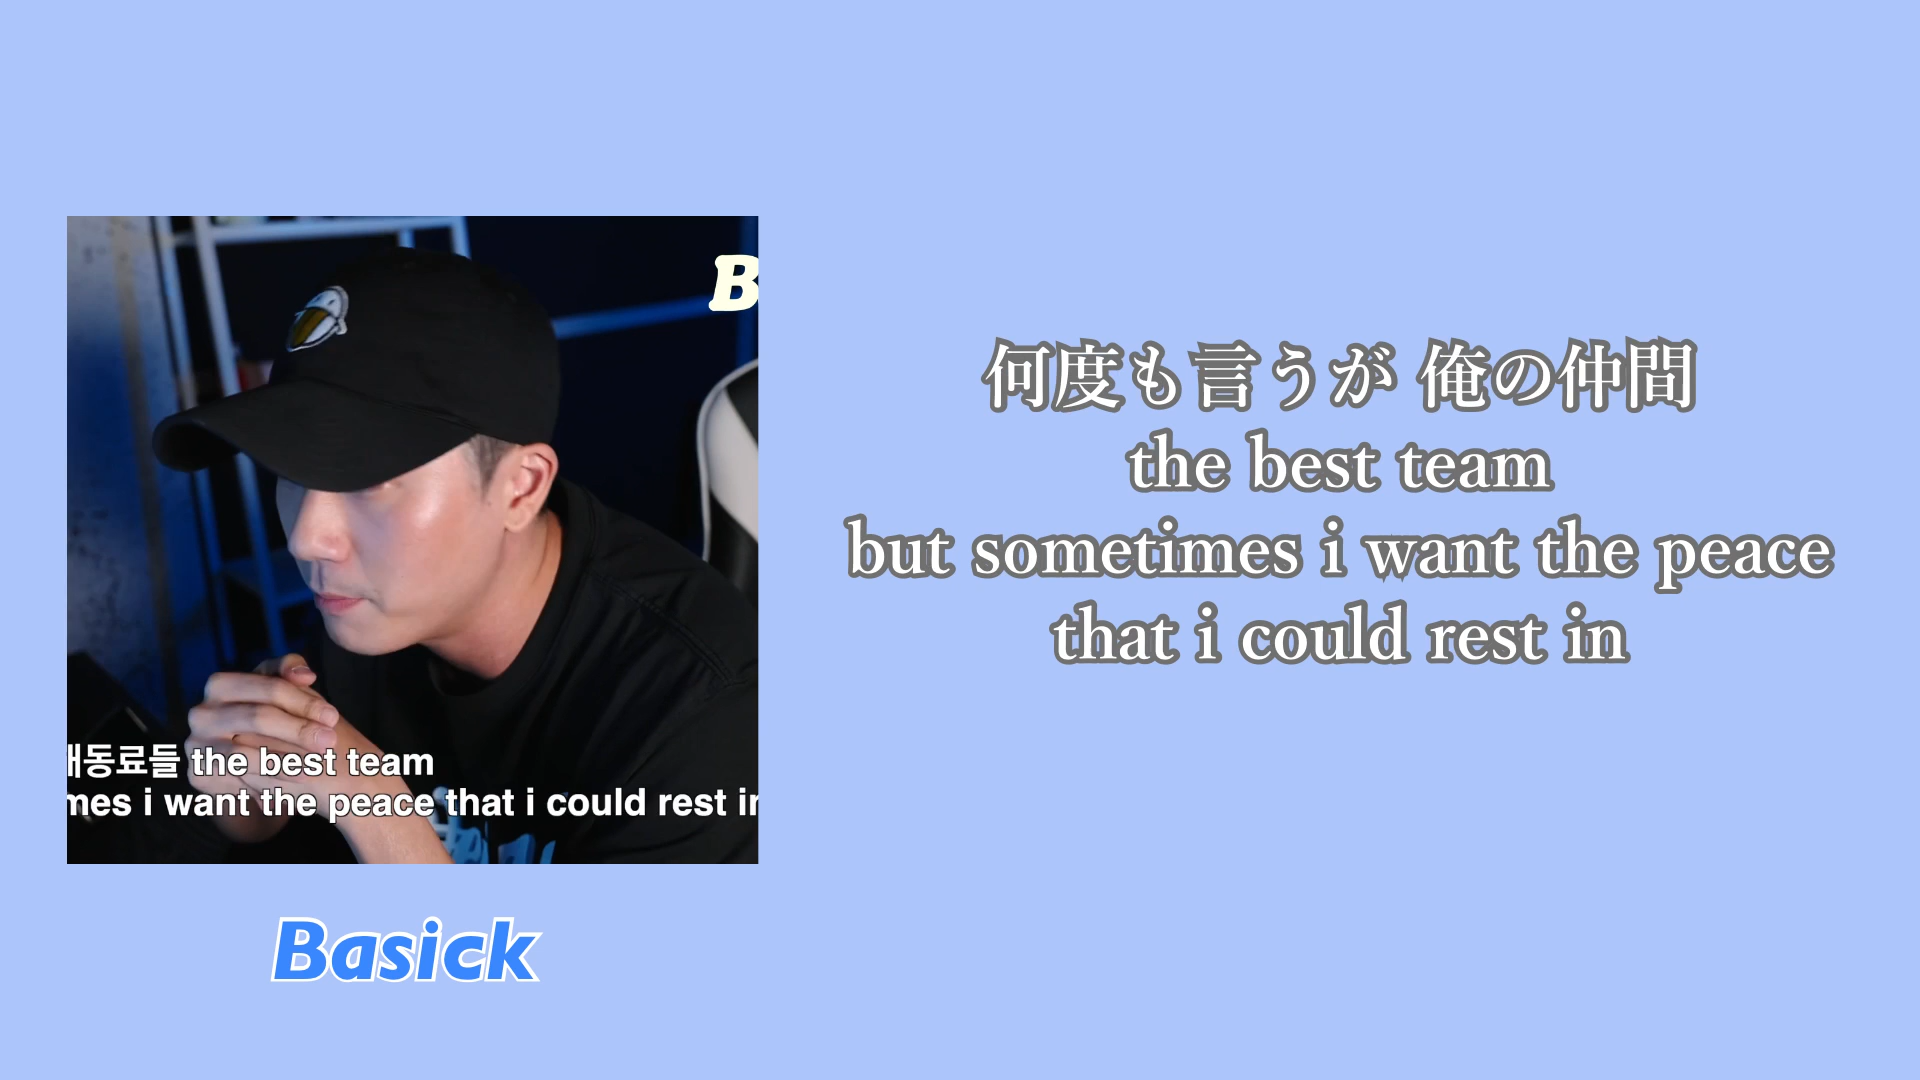 B
동료들 the best team
i want the peace that i could rest
Basick
何度も言うが 俺の仲間
the best team
but sometimes i want the peace
that i could rest in